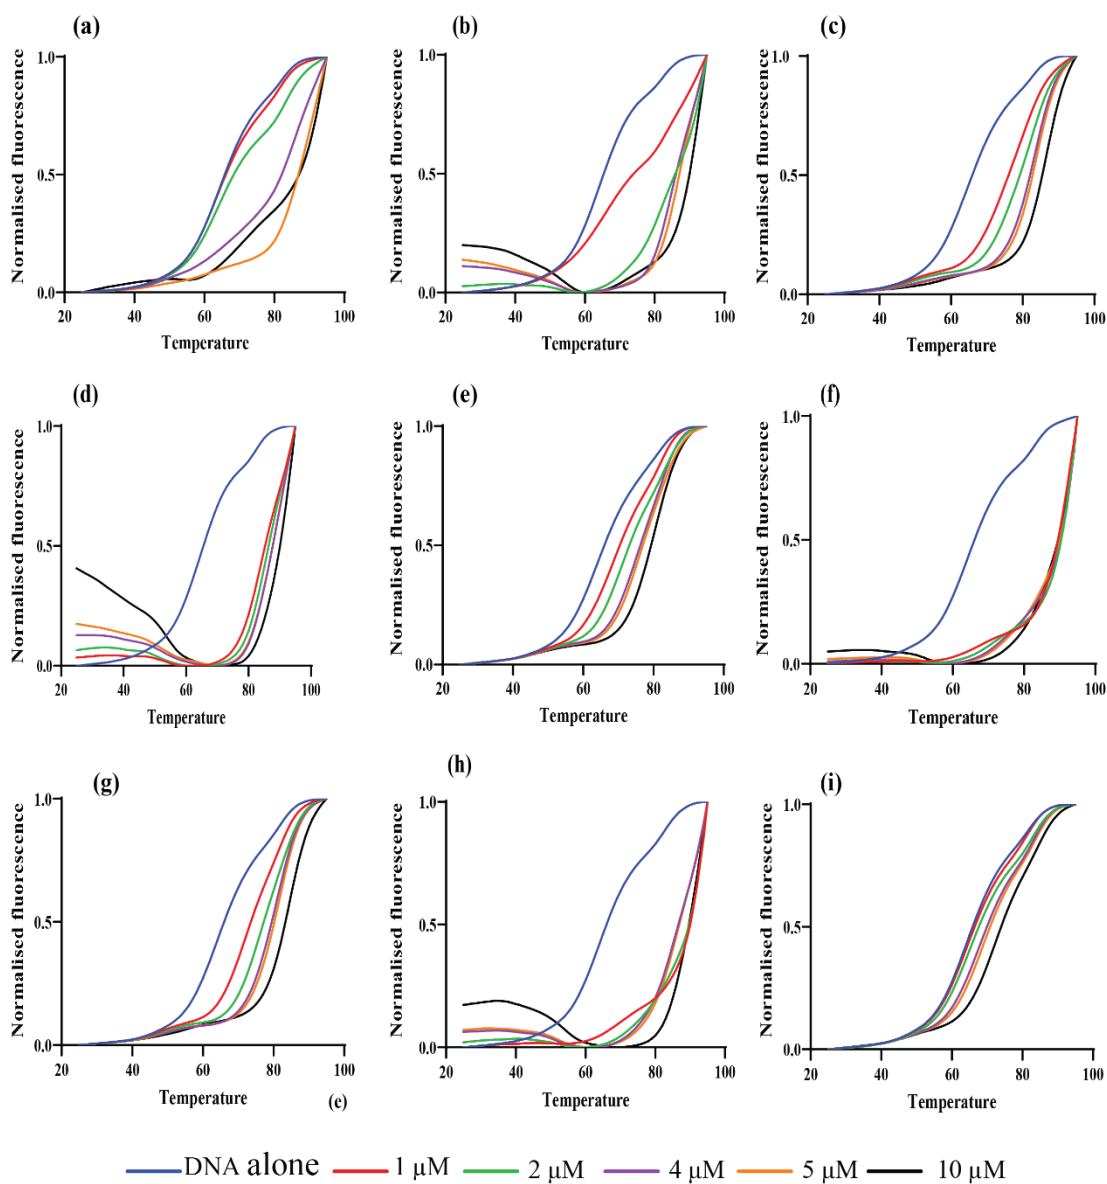 (a) (b) (c)
Normalised fluorescence Normalised fluorescence Normalised fluorescence
1.0 1.0 1.0
0.5 0.5 0.5
0.0 0.0 0.0
20 40 60 80 100 20 40 60 80 100 20 40 60 80 100
Temperature Temperature Temperature
(d) (e) (f)
Normalised fluorescence Normalised fluorescence Normalised fluorescence
1.0 1.0 1.0
0.5 0.5 0.5
0.0 0.0 0.0
20 40 60 80 100 20 40 60 80 100 20 40 60 80 100
Temperature Temperature Temperature
(g) (h) (i)
Normalised fluorescence Normalised fluorescence Normalised fluorescence
1.0 1.0 1.0
0.5 0.5 0.5
0.0 0.0 0.0
20 40 60 80 100 20 40 60 80 100 20 40 60 80 100
Temperature (e) Temperature Temperature
DNA alone 1 μM 2 μM 4 μM 5 μM 10 μM